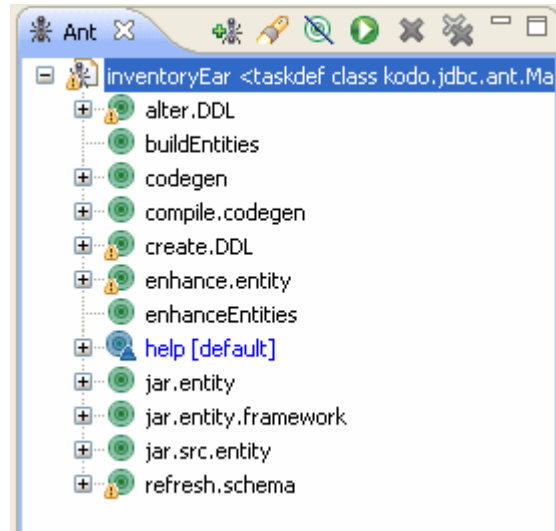 Ant
inventoryEar <taskdef class kodo.jdbc.ant.Ma
alter.DDL
buildEntities
codegen
compile.codegen
create.DDL
enhance.entity
enhanceEntities
help [default]
jar.entity
jar.entity.framework
jar.src.entity
refresh.schema